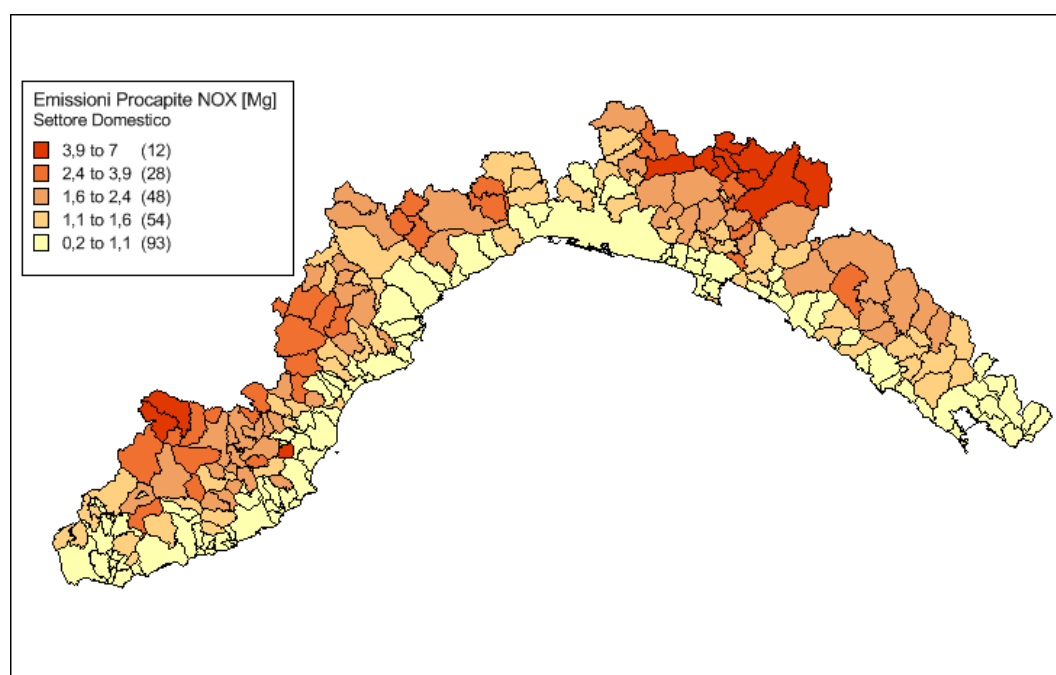 Emissioni Procapite NOX [Mg]
Settore Domestico
3,9 to 7 (12)
2,4 to 3,9 (28)
1,6 to 2,4 (48)
1,1 to 1,6 (54)
0,2 to 1,1 (93)